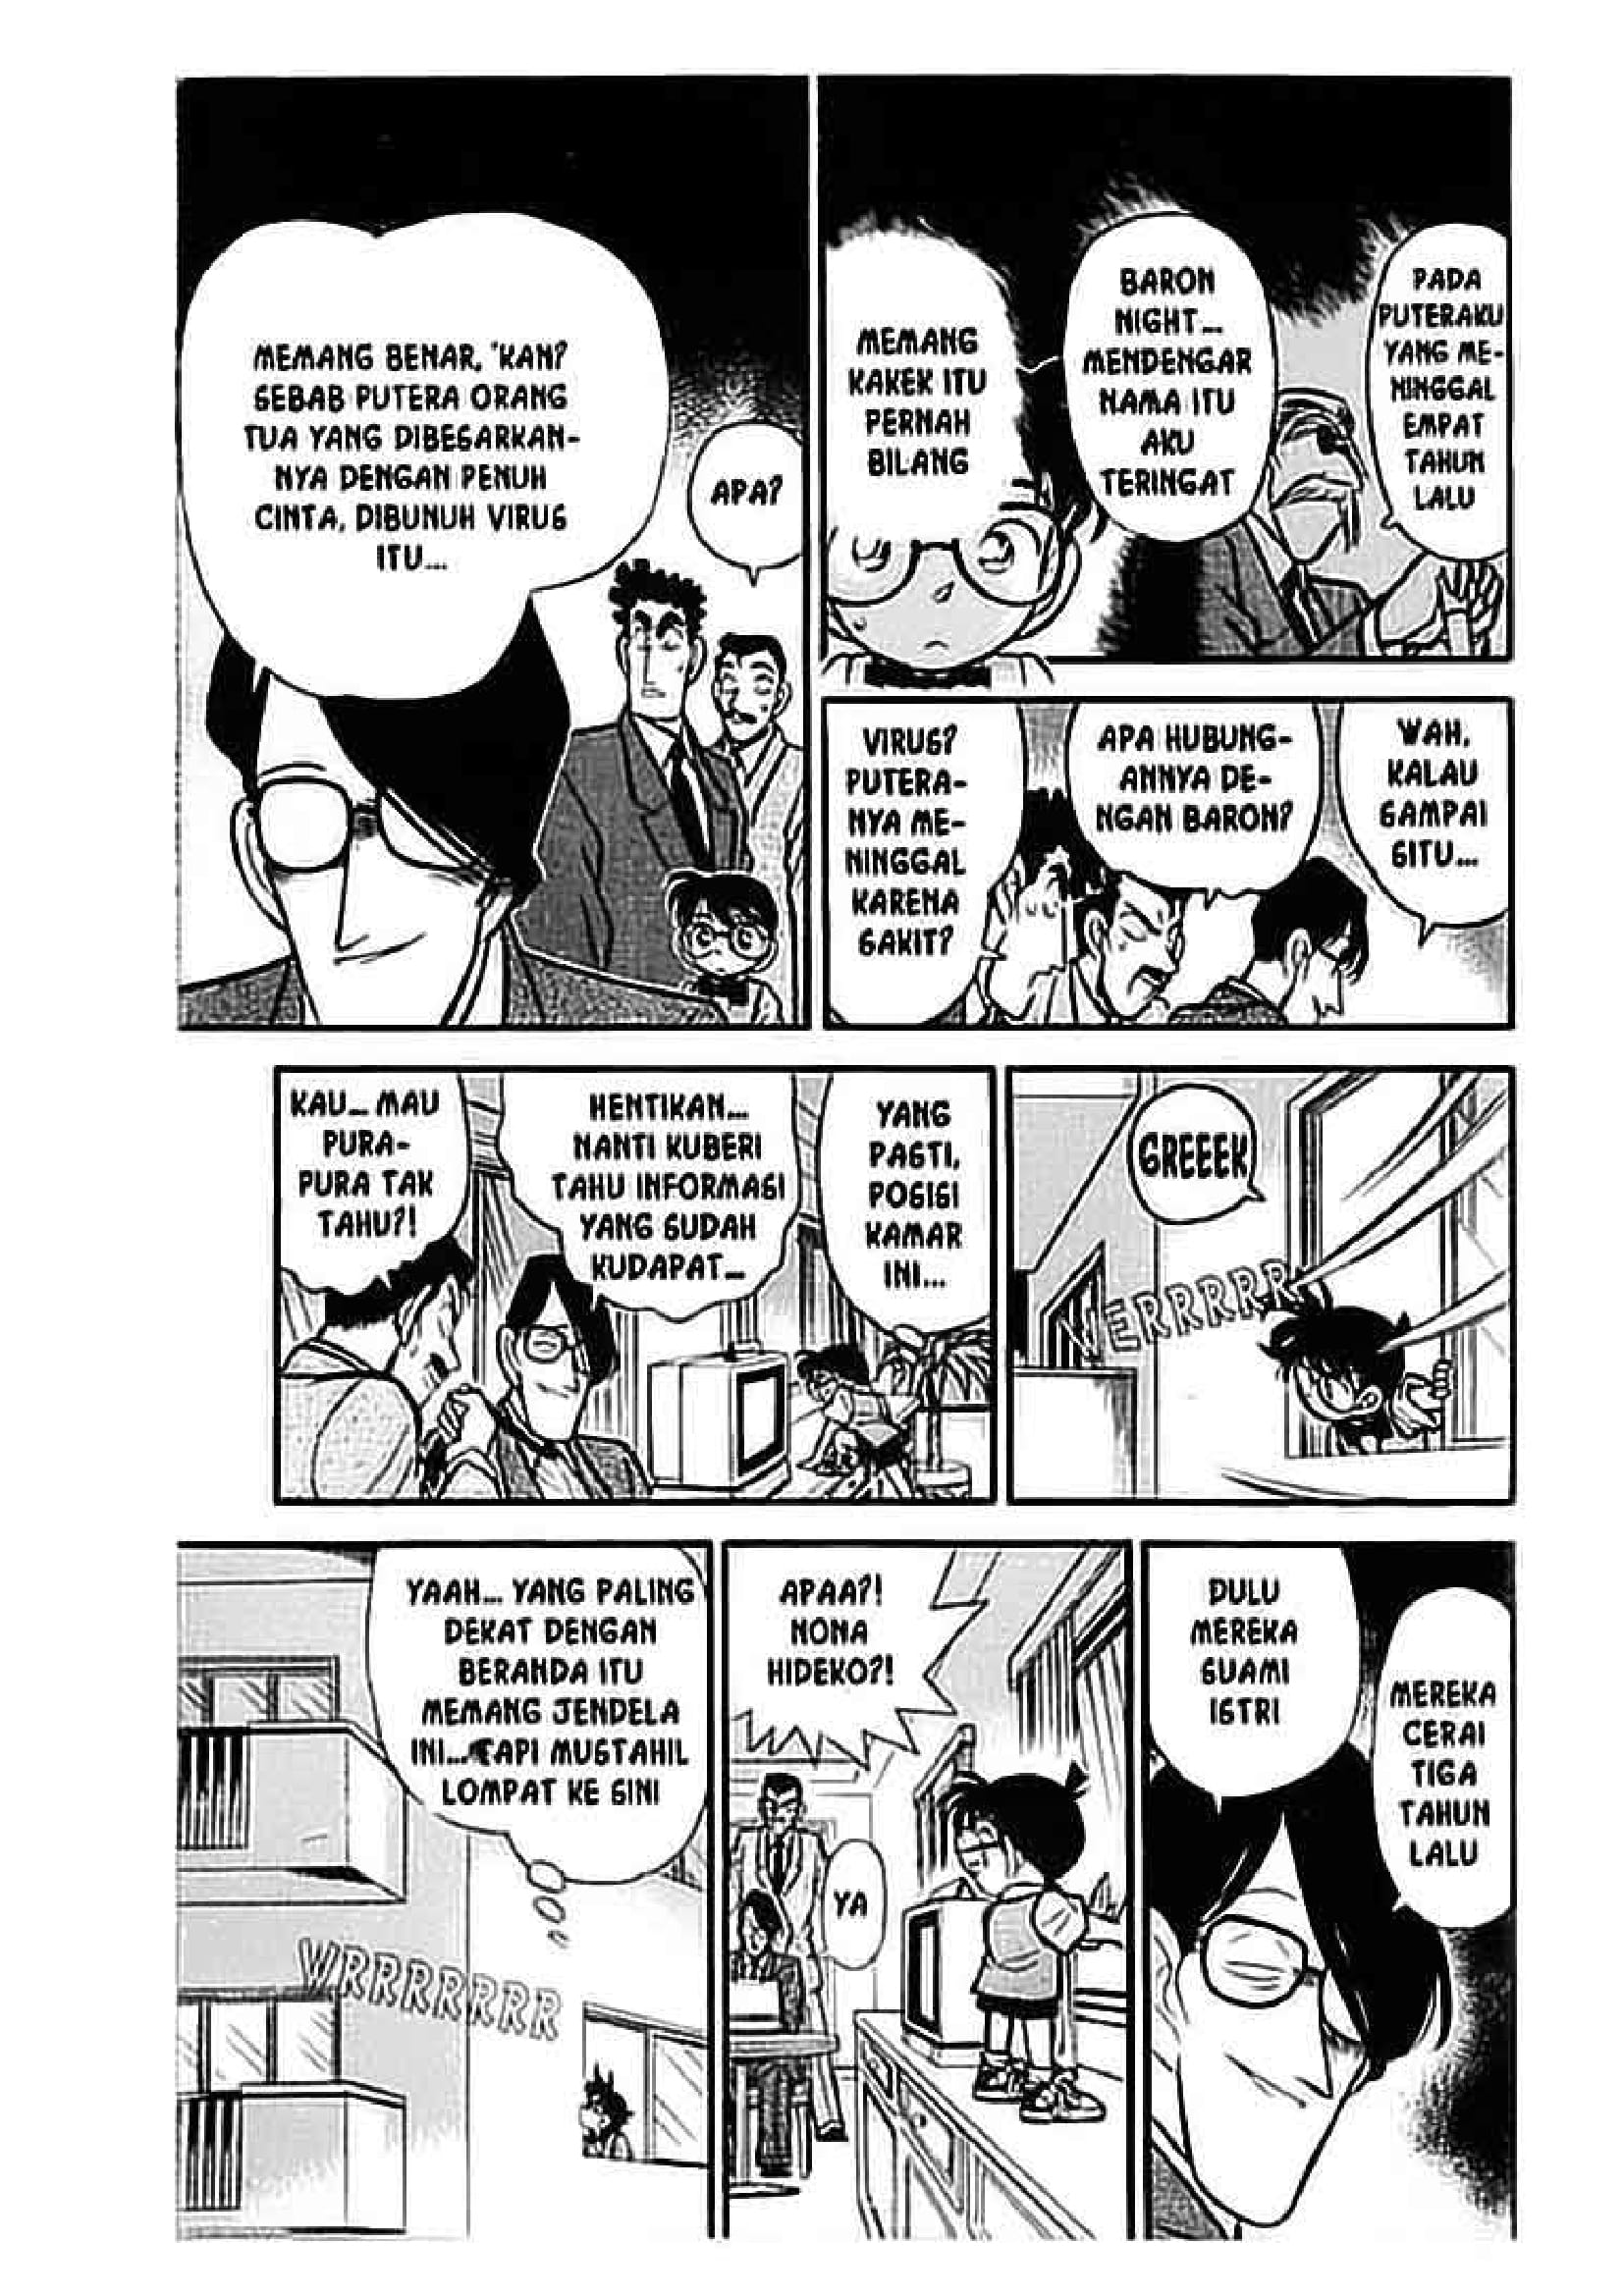 PADA
PUTERAKU
YANG ME-
NINGGAL
EMPAT
TAHUN
LALU
BARON
NIGHT...
MENDENGAR
NAMA ITU
AKU
TERINGAT
MEMANG
KAKEK ITU
PERNAH
BILANG
APA?
MEMANG BENAR, 'KAN?
SEBAB PUTERA ORANG
TUA YANG DIBESARKAN-
NYA DENGAN PENUH
CINTA, DIBUNUH VIRUS
ITU...
WAH,
KALAU
SAMPAI
SITU...
APA HUBUNG-
ANNYA DE-
NGAN BARON?
VIRUS?
PUTERA-
NYA ME-
NINGGAL
KARENA
SAKIT?
GREEEK
WERRRRR
YANG
PASTI,
POSISI
KAMAR
INI...
HENTIKAN...
NANTI KUBERI
TAHU INFORMASI
YANG SUDAH
KUDAPAT...
KAU... MAU
PURA-
PURA TAK
TAHU?!
MEREKA
CERAI
TIGA
TAHUN
LALU
DULU
MEREKA
SUAMI
ISTRI
APAA?!
NONA
HIDEKO?!
YA
YAAH... YANG PALING
DEKAT DENGAN
BERANDA ITU
MEMANG JENDELA
INI... TAPI MUSTAHIL
LOMPAT KE SINI
WRRRRRRR